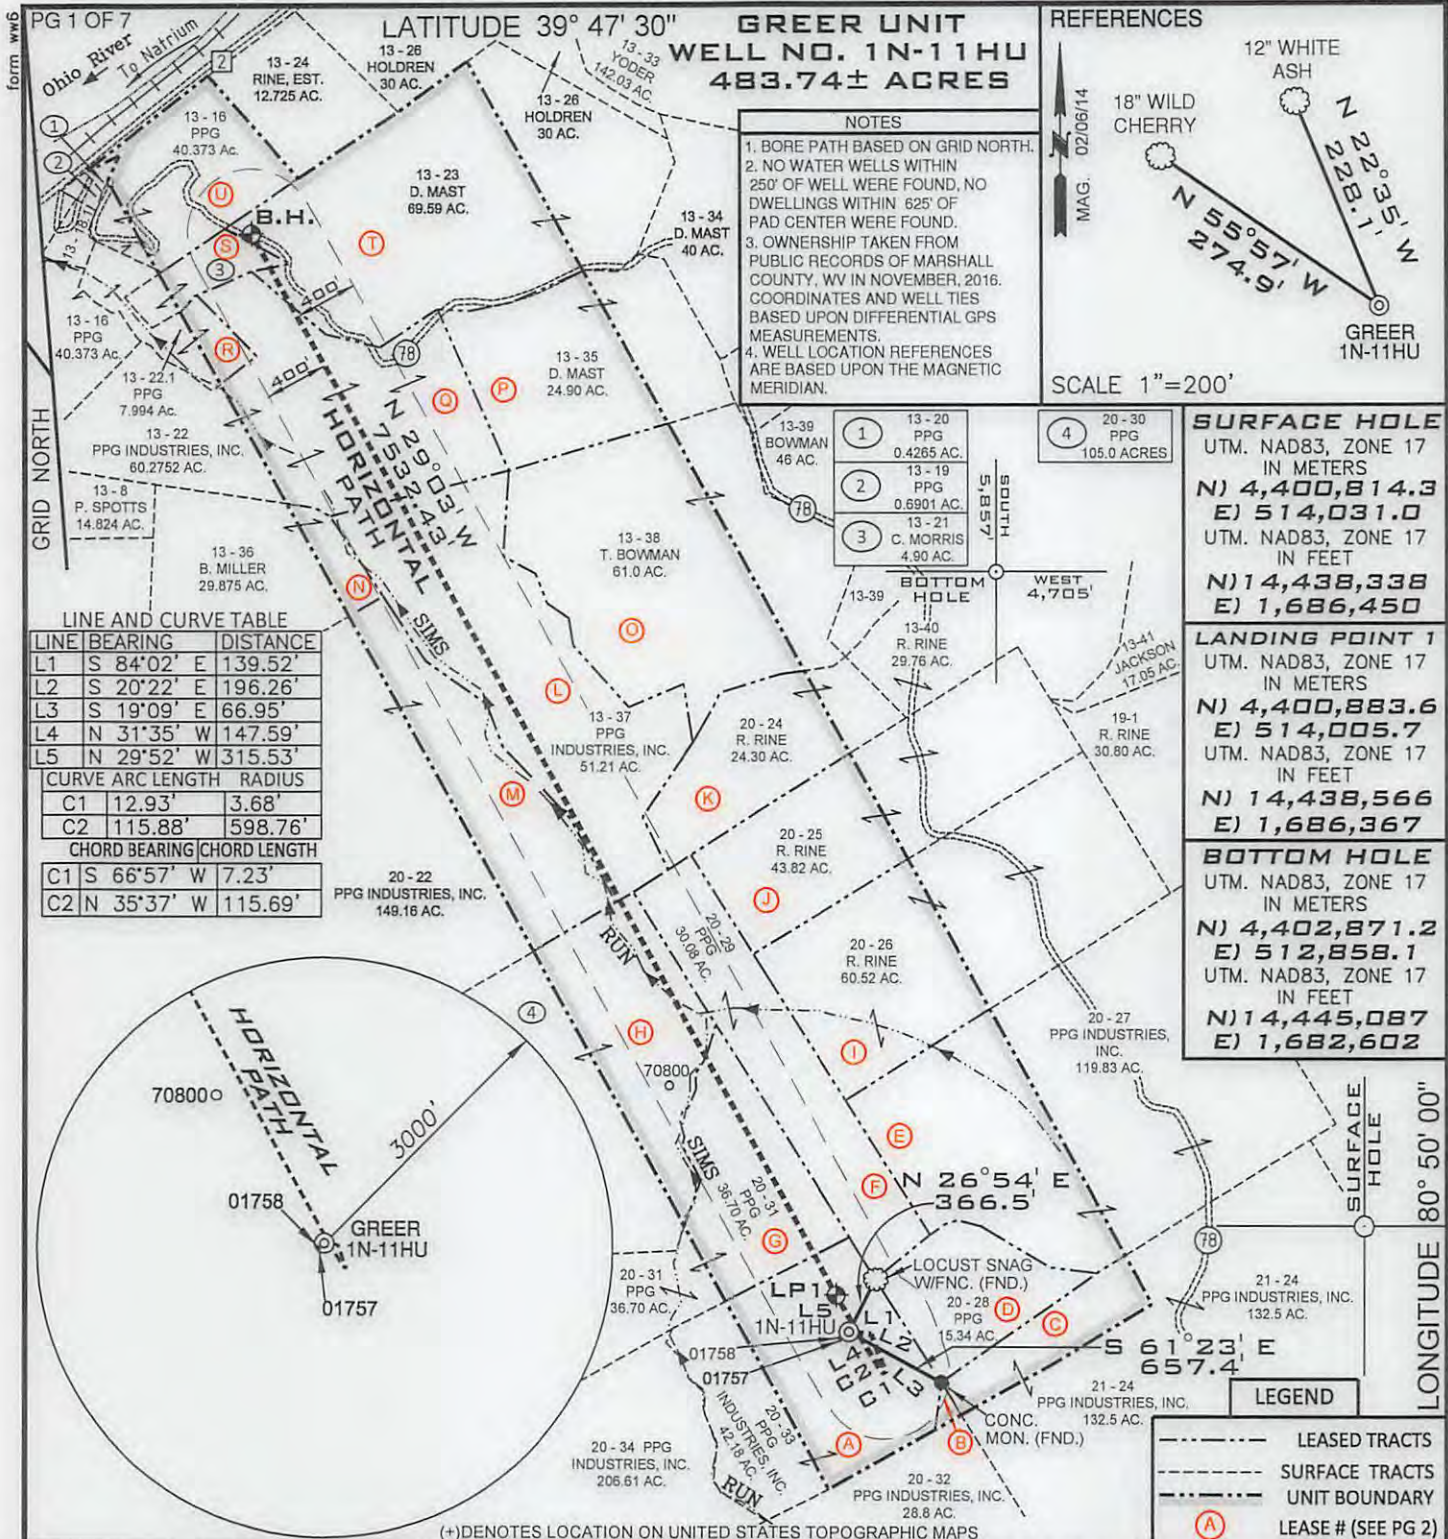 form ww6
PG 1 OF 7
LATITUDE 39° 47' 30"
GREER UNIT
WELL NO. 1N-11HU
483.74± ACRES
REFERENCES
12" WHITE
ASH
18" WILD
CHERRY
MAG. 02/06/14
N 22°35' W
228.1'
N 55°57' W
274.9'
GREER
1N-11HU
SCALE 1"=200'
NOTES
1. BORE PATH BASED ON GRID NORTH.
2. NO WATER WELLS WITHIN
250' OF WELL WERE FOUND, NO
DWELLINGS WITHIN 625' OF
PAD CENTER WERE FOUND.
3. OWNERSHIP TAKEN FROM
PUBLIC RECORDS OF MARSHALL
COUNTY, WV IN NOVEMBER, 2016.
COORDINATES AND WELL TIES
BASED UPON DIFFERENTIAL GPS
MEASUREMENTS.
4. WELL LOCATION REFERENCES
ARE BASED UPON THE MAGNETIC
MERIDIAN.
Ohio River
To Natrium
2
1
2
13 - 24
RINE, EST.
12.725 AC.
13 - 26
HOLDREN
30 AC.
13 - 33
YODER
142.03 AC.
13 - 26
HOLDREN
30 AC.
13 - 16
PPG
40.373 Ac.
U
B.H.
S
3
T
13 - 23
D. MAST
69.59 AC.
13 - 34
D. MAST
40 AC.
400'
13 - 16
PPG
40.373 Ac.
R
400'
78
13 - 22.1
PPG
7.994 Ac.
13 - 22
PPG INDUSTRIES, INC.
60.2752 AC.
13 - 8
P. SPOTTS
14.824 AC.
GRID NORTH
13 - 35
D. MAST
24.90 AC.
Q
P
N 29°03' W
7532.43'
HORIZONTAL
PATH
13-39
BOWMAN
46 AC.
1
13 - 20
PPG
0.4265 AC.
2
13 - 19
PPG
0.6901 AC.
3
13 - 21
C. MORRIS
4.90 AC.
4
20 - 30
PPG
105.0 ACRES
78
SOUTH
5,857'
BOTTOM
HOLE
WEST
4,705'
13 - 36
B. MILLER
29.875 AC.
N
SIMS
13 - 38
T. BOWMAN
61.0 AC.
O
L
13-39
13-40
R. RINE
29.76 AC.
13-41
JACKSON
17.05 AC.
19-1
R. RINE
30.80 AC.
SURFACE HOLE
UTM. NAD83, ZONE 17
IN METERS
N) 4,400,814.3
E) 514,031.0
UTM. NAD83, ZONE 17
IN FEET
N)14,438,338
E) 1,686,450
LANDING POINT 1
UTM. NAD83, ZONE 17
IN METERS
N) 4,400,883.6
E) 514,005.7
UTM. NAD83, ZONE 17
IN FEET
N) 14,438,566
E) 1,686,367
BOTTOM HOLE
UTM. NAD83, ZONE 17
IN METERS
N) 4,402,871.2
E) 512,858.1
UTM. NAD83, ZONE 17
IN FEET
N)14,445,087
E) 1,682,602
LINE AND CURVE TABLE
LINE BEARING DISTANCE
L1 S 84°02' E 139.52'
L2 S 20°22' E 196.26'
L3 S 19°09' E 66.95'
L4 N 31°35' W 147.59'
L5 N 29°52' W 315.53'
CURVE ARC LENGTH RADIUS
C1 12.93' 3.68'
C2 115.88' 598.76'
CHORD BEARING CHORD LENGTH
C1 S 66°57' W 7.23'
C2 N 35°37' W 115.69'
13 - 37
PPG
INDUSTRIES, INC.
51.21 AC.
M
20 - 24
R. RINE
24.30 AC.
K
20 - 25
R. RINE
43.82 AC.
J
20 - 22
PPG INDUSTRIES, INC.
149.16 AC.
RUN
20 - 29
PPG
30.08 AC.
20 - 26
R. RINE
60.52 AC.
I
4
H
70800
20 - 27
PPG INDUSTRIES,
INC.
119.83 AC.
E
F
SIMS
20 - 31
PPG
36.70 AC.
G
N 26°54' E
366.5'
HORIZONTAL
PATH
70800
3000'
01758
GREER
1N-11HU
01757
20 - 31
PPG
36.70 AC.
LOCUST SNAG
W/FNC. (FND.)
LP1
L5
1N-11HU
L1
L2
L3
L4
C2
C1
20 - 28
PPG
15.34 AC.
D
C
S 61°23' E
657.4'
01758
01757
CONC.
MON. (FND.)
A
B
20 - 33
PPG
INDUSTRIES, INC.
42.18 AC.
20 - 34 PPG
INDUSTRIES, INC.
206.61 AC.
RUN
20 - 32
PPG INDUSTRIES, INC.
28.8 AC.
21 - 24
PPG INDUSTRIES, INC.
132.5 AC.
21 - 24
PPG INDUSTRIES, INC.
132.5 AC.
78
SURFACE
HOLE
LONGITUDE 80° 50' 00"
LEGEND
LEASED TRACTS
SURFACE TRACTS
UNIT BOUNDARY
A
LEASE # (SEE PG 2)
(+)DENOTES LOCATION ON UNITED STATES TOPOGRAPHIC MAPS